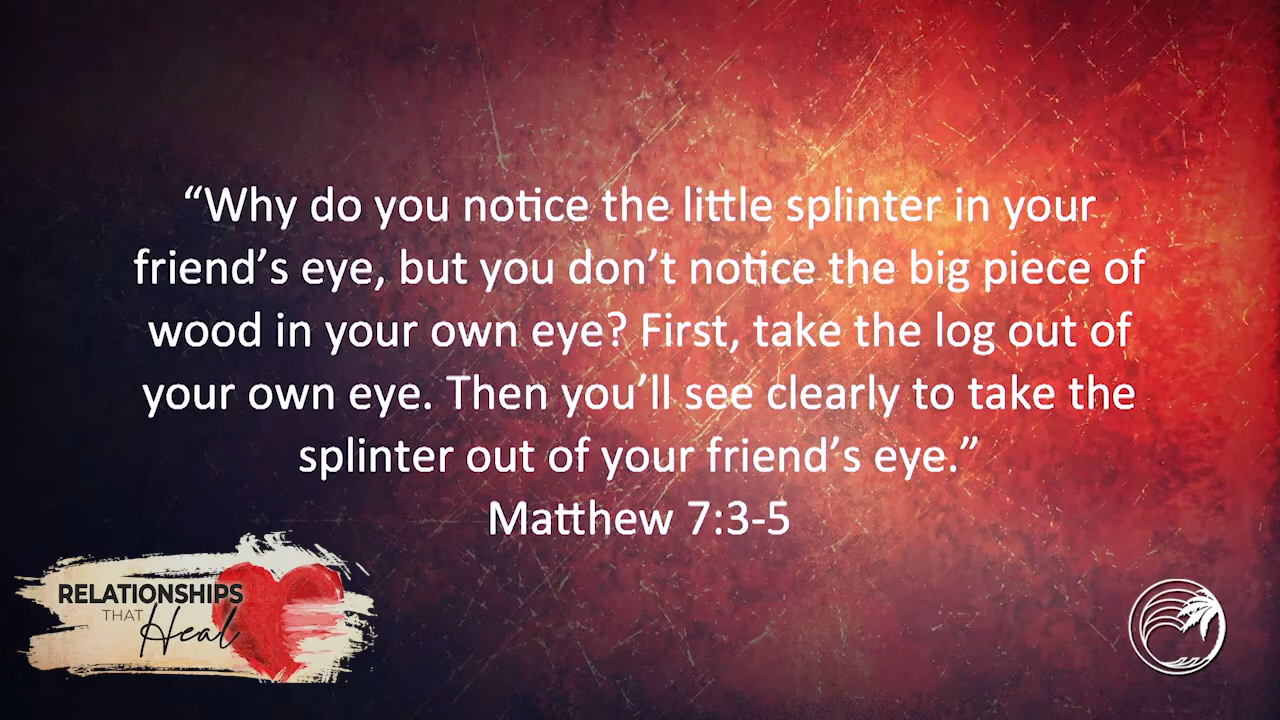 “Why do you notice the little splinter in your
friend’s eye, but you don’t notice the big piece of
wood in your own eye? First, take the log out of
your own eye. Then you’ll see clearly to take the
splinter out of your friend’s eye.”
Matthew 7:3-5
RELATIONSHIPS
THAT
Heal